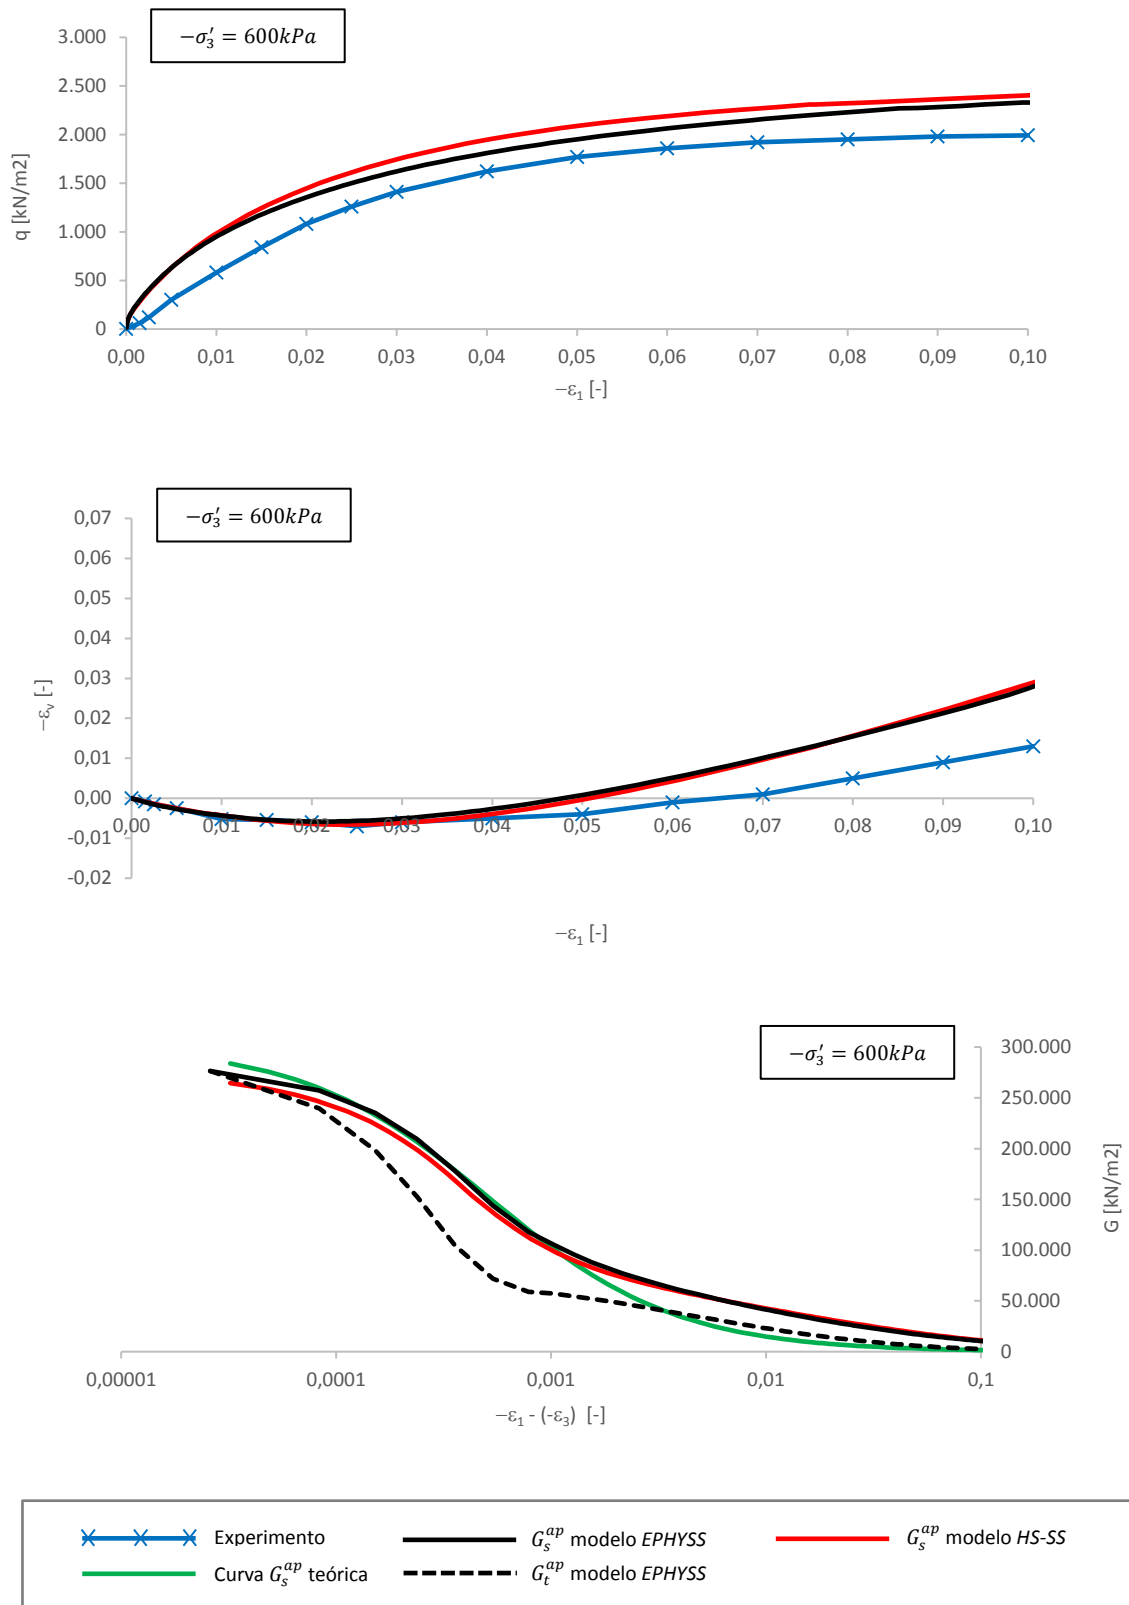 −σ′₃ = 600kPa
3.000
2.500
2.000
1.500
1.000
500
0
q [kN/m2]
0,00 0,01 0,02 0,03 0,04 0,05 0,06 0,07 0,08 0,09 0,10
−ε₁ [-]
−σ′₃ = 600kPa
0,07
0,06
0,05
0,04
0,03
0,02
0,01
0,00
-0,01
-0,02
−εᵥ [-]
0,00 0,01 0,02 0,03 0,04 0,05 0,06 0,07 0,08 0,09 0,10
−ε₁ [-]
−σ′₃ = 600kPa
300.000
250.000
200.000
150.000
100.000
50.000
0
G [kN/m2]
0,00001 0,0001 0,001 0,01 0,1
−ε₁ - (-ε₃) [-]
Experimento G_s^ap modelo EPHYSS G_s^ap modelo HS-SS
Curva G_s^ap teórica G_t^ap modelo EPHYSS